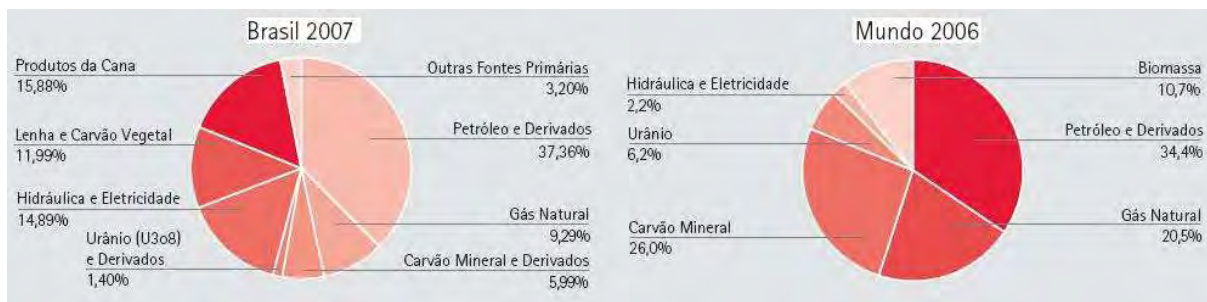 Brasil 2007
Produtos da Cana
15,88%
Lenha e Carvão Vegetal
11,99%
Hidráulica e Eletricidade
14,89%
Urânio (U3o8)
e Derivados
1,40%
Outras Fontes Primárias
3,20%
Petróleo e Derivados
37,36%
Gás Natural
9,29%
Carvão Mineral e Derivados
5,99%
Mundo 2006
Hidráulica e Eletricidade
2,2%
Urânio
6,2%
Carvão Mineral
26,0%
Biomassa
10,7%
Petróleo e Derivados
34,4%
Gás Natural
20,5%